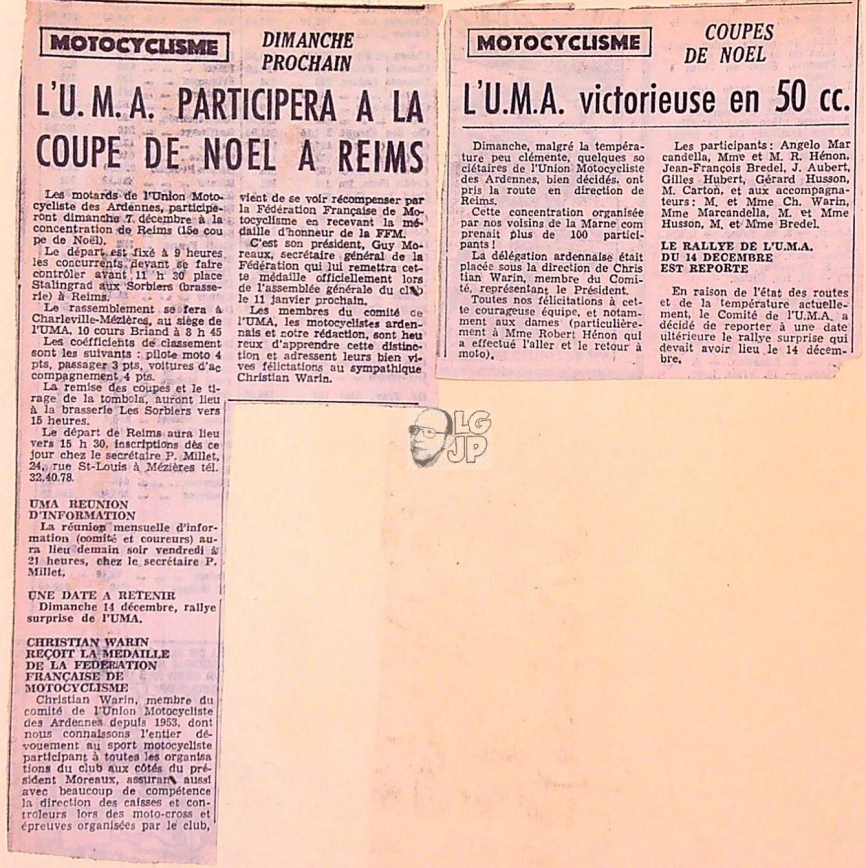 MOTOCYCLISME
DIMANCHE
PROCHAIN
L'U.M.A. PARTICIPERA A LA
COUPE DE NOEL A REIMS
Les motards de l'Union Moto-
cycliste des Ardennes, participe-
ront dimanche 7 décembre à la
concentration de Reims (15e cou
pe de Noël).
Le départ est fixé à 9 heures
les concurrents devant se faire
contrôler avant 11 h 30 place
Stalingrad aux Sorbiers (brasse-
rie) à Reims.
Le rassemblement se fera à
Charleville-Mézières, au siège de
l'UMA, 10 cours Briand à 8 h 45
Les coéfficients de classement
sont les suivants : pilote moto 4
pts, passager 3 pts, voitures d'ac
compagnement 4 pts.
La remise des coupes et le ti-
rage de la tombola, auront lieu
à la brasserie Les Sorbiers vers
15 heures.
Le départ de Reims aura lieu
vers 15 h 30, inscriptions dès ce
jour chez le secrétaire P. Millet,
24, rue St-Louis à Mézières tél.
32.40.78.
UMA REUNION
D'INFORMATION
La réunion mensuelle d'infor-
mation (comité et coureurs) au-
ra lieu demain soir vendredi à
21 heures, chez le secrétaire P.
Millet.
UNE DATE A RETENIR
Dimanche 14 décembre, rallye
surprise de l'UMA.
CHRISTIAN WARIN
REÇOIT LA MEDAILLE
DE LA FEDERATION
FRANÇAISE DE
MOTOCYCLISME
Christian Warin, membre du
comité de l'Union Motocycliste
des Ardennes depuis 1953, dont
nous connaissons l'entier dé-
vouement au sport motocycliste
participant à toutes les organisa
tions du club aux côtés du pré-
sident Moreaux, assurant aussi
avec beaucoup de compétence
la direction des caisses et con-
troleurs lors des moto-cross et
épreuves organisées par le club,
vient de se voir récompenser par
la Fédération Française de Mo-
tocyclisme en recevant la mé-
daille d'honneur de la FFM.
C'est son président, Guy Mo-
reaux, secrétaire général de la
Fédération qui lui remettra cet-
te médaille officiellement lors
de l'assemblée générale du club
le 11 janvier prochain.
Les membres du comité de
l'UMA, les motocyclistes arden-
nais et notre rédaction, sont heu
reux d'apprendre cette distinc-
tion et adressent leurs bien vi-
ves félictations au sympathique
Christian Warin.
MOTOCYCLISME
COUPES
DE NOEL
L'U.M.A. victorieuse en 50 cc.
Dimanche, malgré la tempéra-
ture peu clémente, quelques so
ciétaires de l'Union Motocycliste
des Ardennes, bien décidés, ont
pris la route en direction de
Reims.
Cette concentration organisée
par nos voisins de la Marne com
prenait plus de 100 partici-
pants !
La délégation ardennaise était
placée sous la direction de Chris
tian Warin, membre du Comi-
té, représentant le Président.
Toutes nos félicitations à cet-
te courageuse équipe, et notam-
ment aux dames (particulière-
ment à Mme Robert Hénon qui
a effectué l'aller et le retour à
moto).
Les participants : Angelo Mar
candella, Mme et M. R. Hénon,
Jean-François Bredel, J. Aubert,
Gilles Hubert, Gérard Husson,
M. Carton, et aux accompagna-
teurs : M. et Mme Ch. Warin,
Mme Marcandella, M. et Mme
Husson, M. et Mme Bredel.
LE RALLYE DE L'U.M.A.
DU 14 DECEMBRE
EST REPORTE
En raison de l'état des routes
et de la température actuelle-
ment, le Comité de l'U.M.A. a
décidé de reporter à une date
ultérieure le rallye surprise qui
devait avoir lieu le 14 décem-
bre.
LG
JP